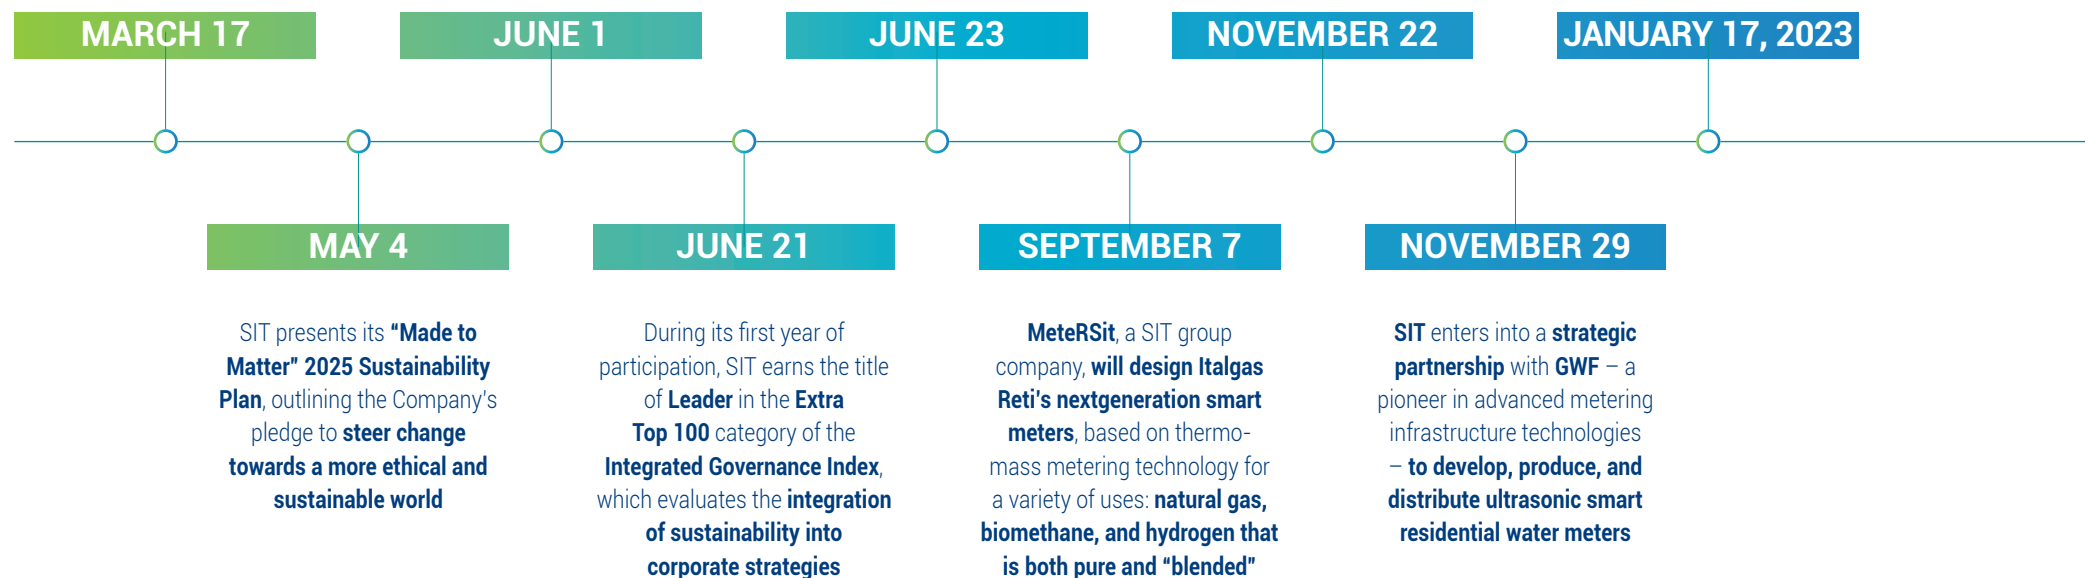 MARCH 17
JUNE 1
JUNE 23
NOVEMBER 22
JANUARY 17, 2023
MAY 4
JUNE 21
SEPTEMBER 7
NOVEMBER 29
SIT presents its “Made to
Matter” 2025 Sustainability
Plan, outlining the Company’s
pledge to steer change
towards a more ethical and
sustainable world
During its first year of
participation, SIT earns the title
of Leader in the Extra
Top 100 category of the
Integrated Governance Index,
which evaluates the integration
of sustainability into
corporate strategies
MeteRSit, a SIT group
company, will design Italgas
Reti’s nextgeneration smart
meters, based on thermo-
mass metering technology for
a variety of uses: natural gas,
biomethane, and hydrogen that
is both pure and “blended”
SIT enters into a strategic
partnership with GWF – a
pioneer in advanced metering
infrastructure technologies
– to develop, produce, and
distribute ultrasonic smart
residential water meters